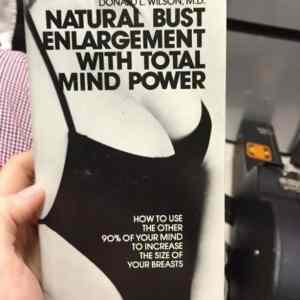 DONALD L. WILSON, M.D.
NATURAL BUST
ENLARGEMENT
WITH TOTAL
MIND POWER
HOW TO USE
THE OTHER
90% OF YOUR MIND
TO INCREASE
THE SIZE OF
YOUR BREASTS